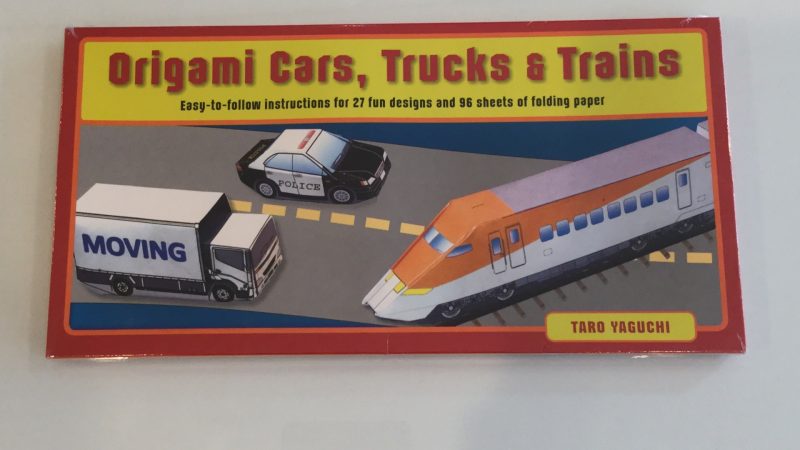 Origami Cars, Trucks & Trains
Easy-to-follow instructions for 27 fun designs and 96 sheets of folding paper
POLICE
MOVING
TARO YAGUCHI